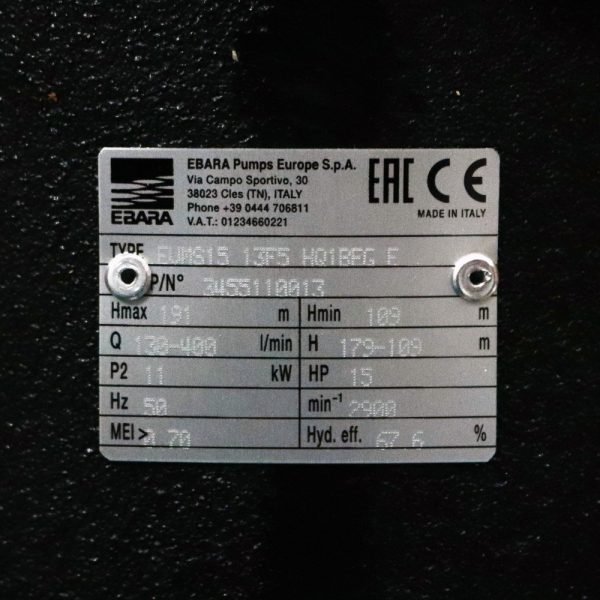 EBARA Pumps Europe S.p.A.
Via Campo Sportivo, 30
38023 Cles (TN), ITALY
Phone +39 0444 706811
V.A.T.: 01234660221
EBARA
EAC CE
MADE IN ITALY
TYPE EVMS15 13F5 HQ1BEG E
P/N° 3455110013
Hmax 191 m Hmin 109 m
Q 130-400 l/min H 179-109 m
P2 11 kW HP 15
Hz 50 min⁻¹ 2900
MEI > 0.70 Hyd. eff. 67.6 %